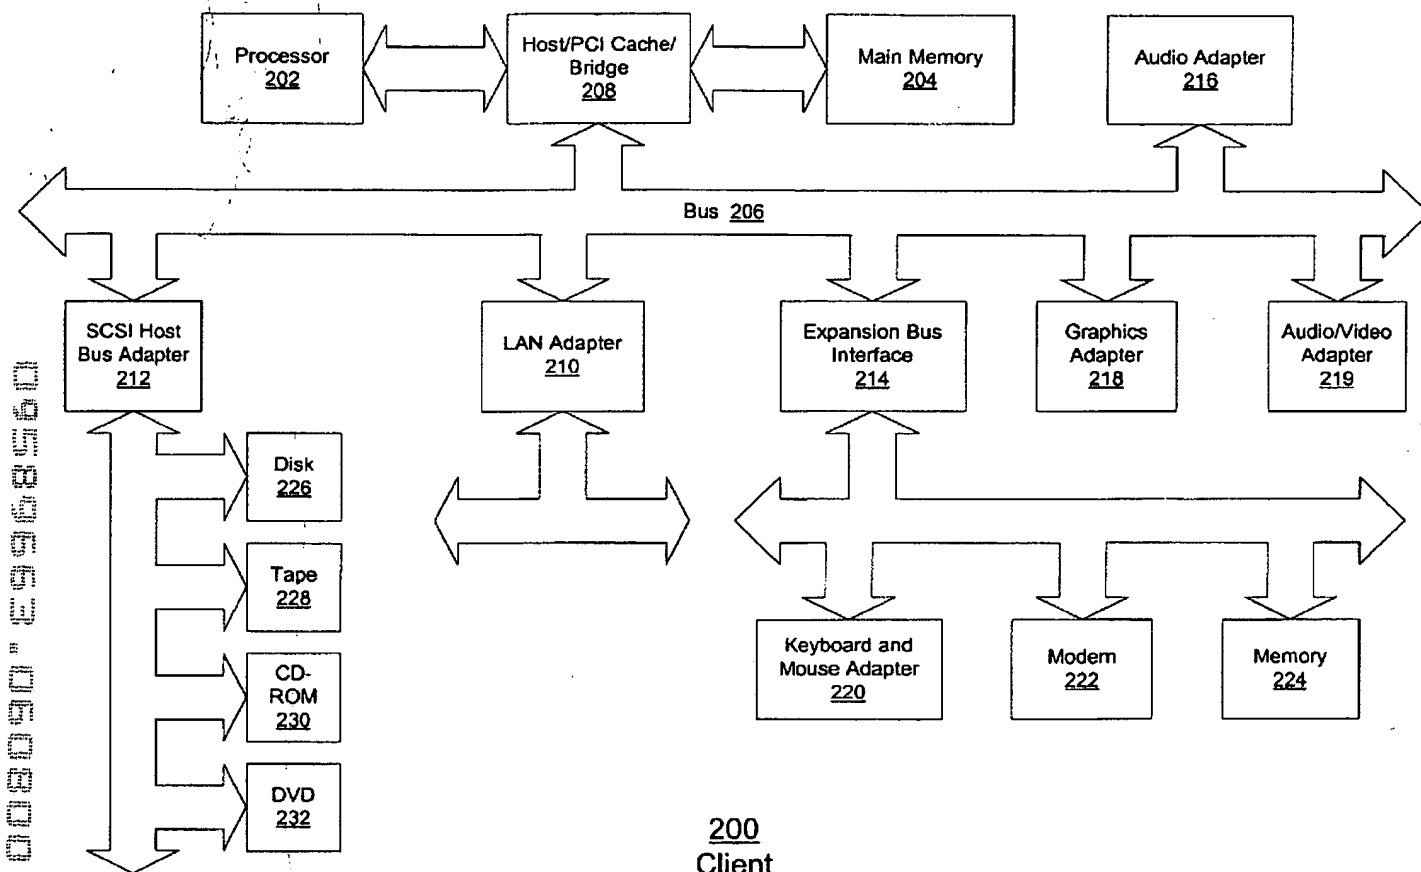 Processor
202
Host/PCI Cache/
Bridge
208
Main Memory
204
Audio Adapter
216
Bus 206
SCSI Host
Bus Adapter
212
LAN Adapter
210
Expansion Bus
Interface
214
Graphics
Adapter
218
Audio/Video
Adapter
219
Disk
226
Tape
228
CD-
ROM
230
DVD
232
Keyboard and
Mouse Adapter
220
Modem
222
Memory
224
200
Client